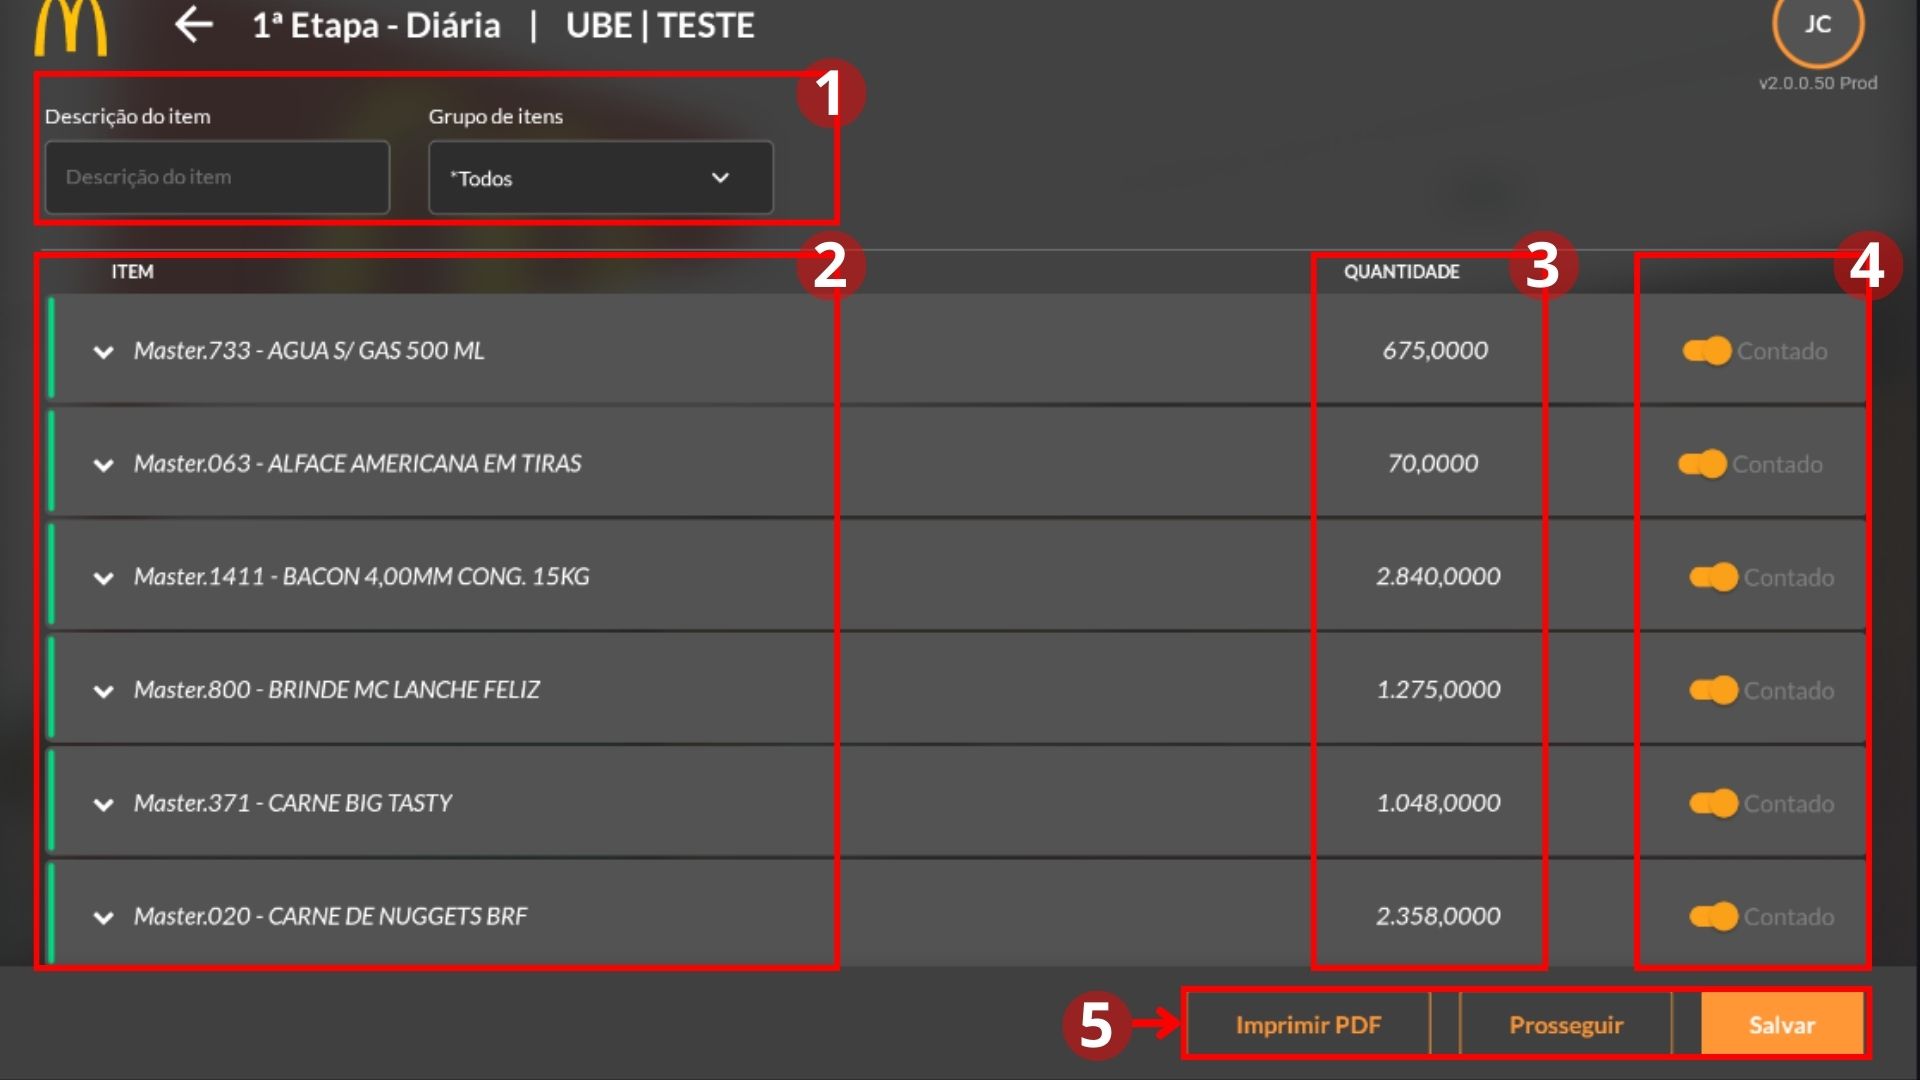 1ª Etapa - Diária | UBE | TESTE
JC
v2.0.0.50 Prod
1
Descrição do item
Grupo de itens
Descrição do item
*Todos
2
3
4
ITEM
QUANTIDADE
Master.733 - AGUA S/ GAS 500 ML
675,0000
Contado
Master.063 - ALFACE AMERICANA EM TIRAS
70,0000
Contado
Master.1411 - BACON 4,00MM CONG. 15KG
2.840,0000
Contado
Master.800 - BRINDE MC LANCHE FELIZ
1.275,0000
Contado
Master.371 - CARNE BIG TASTY
1.048,0000
Contado
Master.020 - CARNE DE NUGGETS BRF
2.358,0000
Contado
5
Imprimir PDF
Prosseguir
Salvar